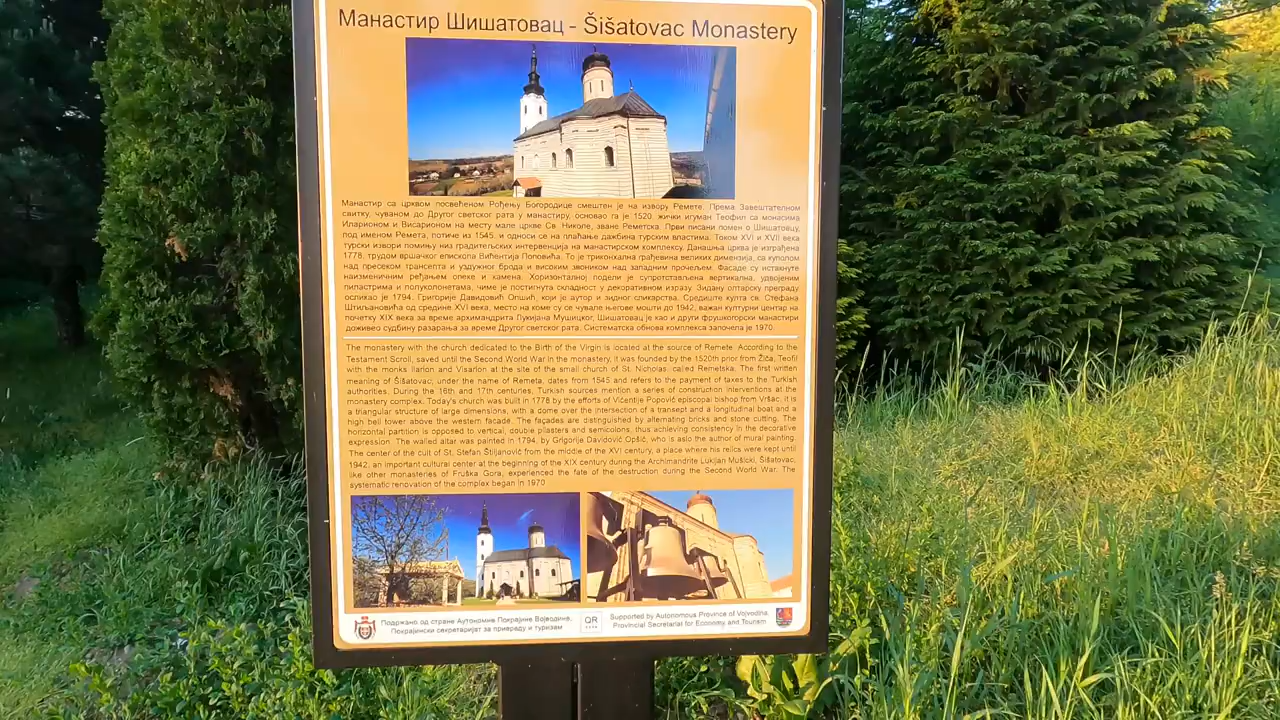 Манастир Шишатовац - Šišatovac Monastery
Манастир са црквом посвећеном Рођењу Богородице смештен је на извору Ремете. Према Завештателном
свитку, чуваном до Другог светског рата у манастиру, основао га је 1520. жички игуман Теофил са монасима
Иларионом и Висарионом на месту мале цркве Св. Николе, зване Реметска. Први писани помен о Шишатовцу,
под именом Ремета, потиче из 1545. и односи се на плаћање дажбина турским властима. Током XVI и XVII века
турски извори помињу низ градитељских интервенција на манастирском комплексу. Данашња црква је изграђена
1778. трудом вршачког епископа Вићентија Поповића. То је триконхална грађевина великих димензија, са куполом
над пресеком трансепта и уздужног брода и високим звоником над западним прочељем. Фасаде су истакнуте
наизменичним ређањем опеке и камена. Хоризонталној подели је супротстављена вертикална, удвојеним
пиластрима и полуколонетама, чиме је постигнута складност у декоративном изразу. Зидану олтарску преграду
осликао је 1794. Григорије Давидовић Опшић, који је аутор и зидног сликарства. Средиште култа св. Стефана
Штиљановића од средине XVI века, место на коме су се чувале његове мошти до 1942, важан културни центар на
почетку XIX века за време архимандрита Лукијана Мушицког, Шишатовац је као и други фрушкогорски манастири
доживео судбину разарања за време Другог светског рата. Систематска обнова комплекса започела је 1970.
The monastery with the church dedicated to the Birth of the Virgin is located at the source of Remete. According to the
Testament Scroll, saved until the Second World War in the monastery, it was founded by the 1520th prior from Žiča, Teofil
with the monks Ilarion and Visarion at the site of the small church of St. Nicholas, called Remetska. The first written
meaning of Šišatovac, under the name of Remeta, dates from 1545 and refers to the payment of taxes to the Turkish
authorities. During the 16th and 17th centuries, Turkish sources mention a series of construction interventions at the
monastery complex. Today's church was built in 1778 by the efforts of Vićentije Popović episcopal bishop from Vršac. It is
a triangular structure of large dimensions, with a dome over the intersection of a transept and a longitudinal boat and a
high bell tower above the western facade. The façades are distinguished by alternating bricks and stone cutting. The
horizontal partition is opposed to vertical, double pilasters and semicolons, thus achieving consistency in the decorative
expression. The walled altar was painted in 1794, by Grigorije Davidović Opšić, who is aslo the author of mural painting.
The center of the cult of St. Stefan Štiljanović from the middle of the XVI century, a place where his relics were kept until
1942, an important cultural center at the beginning of the XIX century during the Archimandrite Lukijan Mušicki, Šišatovac,
like other monasteries of Fruška Gora, experienced the fate of the destruction during the Second World War. The
systematic renovation of the complex began in 1970
Подржано од стране Аутономне Покрајине Војводине,
Покрајински секретаријат за привреду и туризам
QR
Supported by Autonomous Province of Vojvodina,
Provincial Secretariat for Economy and Tourism